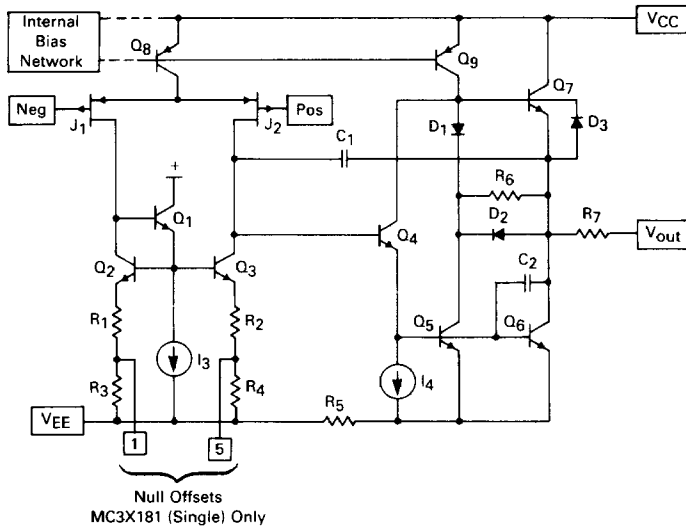 Internal
Bias
Network
Q8
VCC
Q9
Q7
Neg
J1
J2
Pos
D1
D3
C1
+
R6
Q1
D2
R7
Vout
Q4
Q2
Q3
C2
R1
R2
Q5
Q6
I3
I4
R3
R4
R5
VEE
1
5
Null Offsets
MC3X181 (Single) Only